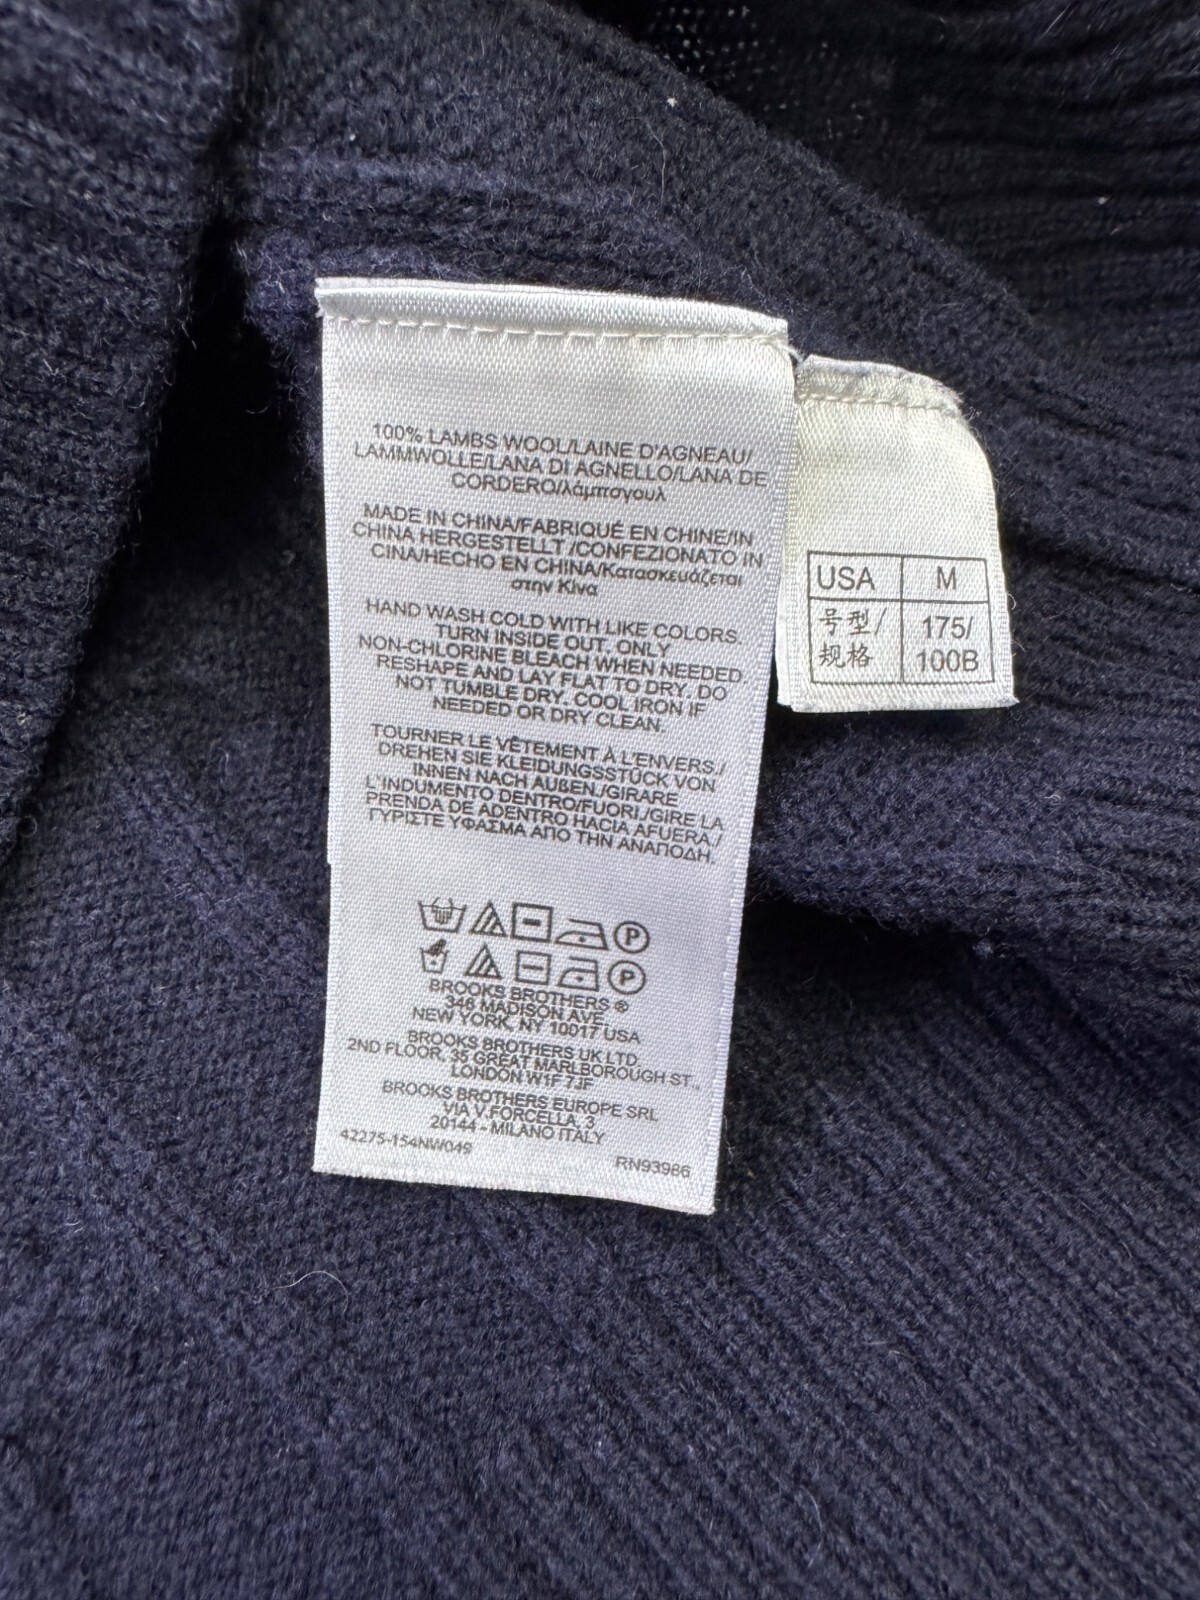 100% LAMBS WOOL/LAINE D'AGNEAU/
LAMMWOLLE/LANA DI AGNELLO/LANA DE
CORDERO/λάμπσγουλ
MADE IN CHINA/FABRIQUÉ EN CHINE/IN
CHINA HERGESTELLT /CONFEZIONATO IN
CINA/HECHO EN CHINA/Κατασκευάζεται
στην Κίνα
HAND WASH COLD WITH LIKE COLORS.
TURN INSIDE OUT. ONLY
NON-CHLORINE BLEACH WHEN NEEDED.
RESHAPE AND LAY FLAT TO DRY. DO
NOT TUMBLE DRY. COOL IRON IF
NEEDED OR DRY CLEAN.
TOURNER LE VÊTEMENT À L'ENVERS./
DREHEN SIE KLEIDUNGSSTÜCK VON
INNEN NACH AUßEN./GIRARE
L'INDUMENTO DENTRO/FUORI./GIRE LA
PRENDA DE ADENTRO HACIA AFUERA./
ΓΥΡΙΣΤΕ ΥΦΑΣΜΑ ΑΠΟ ΤΗΝ ΑΝΑΠΟΔΗ.
P
P
BROOKS BROTHERS ®
346 MADISON AVE
NEW YORK, NY 10017 USA
BROOKS BROTHERS UK LTD
2ND FLOOR, 35 GREAT MARLBOROUGH ST.,
LONDON W1F 7JF
BROOKS BROTHERS EUROPE SRL
VIA V.FORCELLA, 3
20144 - MILANO ITALY
42275-154NW049
RN93986
USA M
号型/ 175/
规格 100B